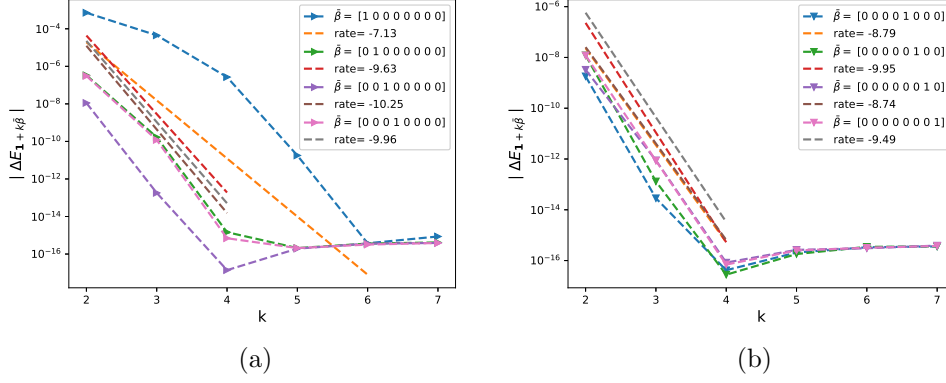 10⁻⁴
10⁻⁶
10⁻⁸
10⁻¹⁰
10⁻¹²
10⁻¹⁴
10⁻¹⁶
| ΔE₁ ₊ ₖβ̄ |
β̄ = [1 0 0 0 0 0 0 0]
rate= -7.13
β̄ = [0 1 0 0 0 0 0 0]
rate= -9.63
β̄ = [0 0 1 0 0 0 0 0]
rate= -10.25
β̄ = [0 0 0 1 0 0 0 0]
rate= -9.96
2 3 4 5 6 7
k
(a)
10⁻⁶
10⁻⁸
10⁻¹⁰
10⁻¹²
10⁻¹⁴
10⁻¹⁶
| ΔE₁ ₊ ₖβ̄ |
β̄ = [0 0 0 0 1 0 0 0]
rate= -8.79
β̄ = [0 0 0 0 0 1 0 0]
rate= -9.95
β̄ = [0 0 0 0 0 0 1 0]
rate= -8.74
β̄ = [0 0 0 0 0 0 0 1]
rate= -9.49
2 3 4 5 6 7
k
(b)